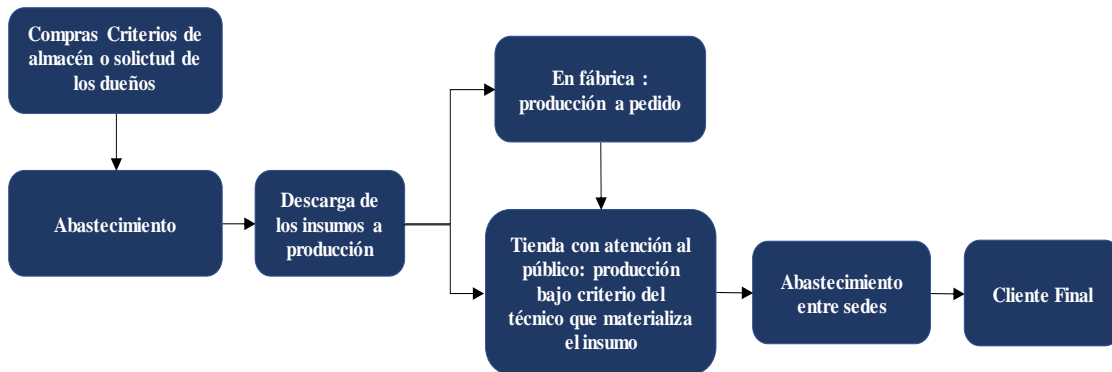 Compras Criterios de
almacén o solictud de
los dueños
En fábrica :
producción a pedido
Abastecimiento
Descarga de
los insumos a
producción
Tienda con atención al
público: producción
bajo criterio del
técnico que materializa
el insumo
Abastecimiento
entre sedes
Cliente Final